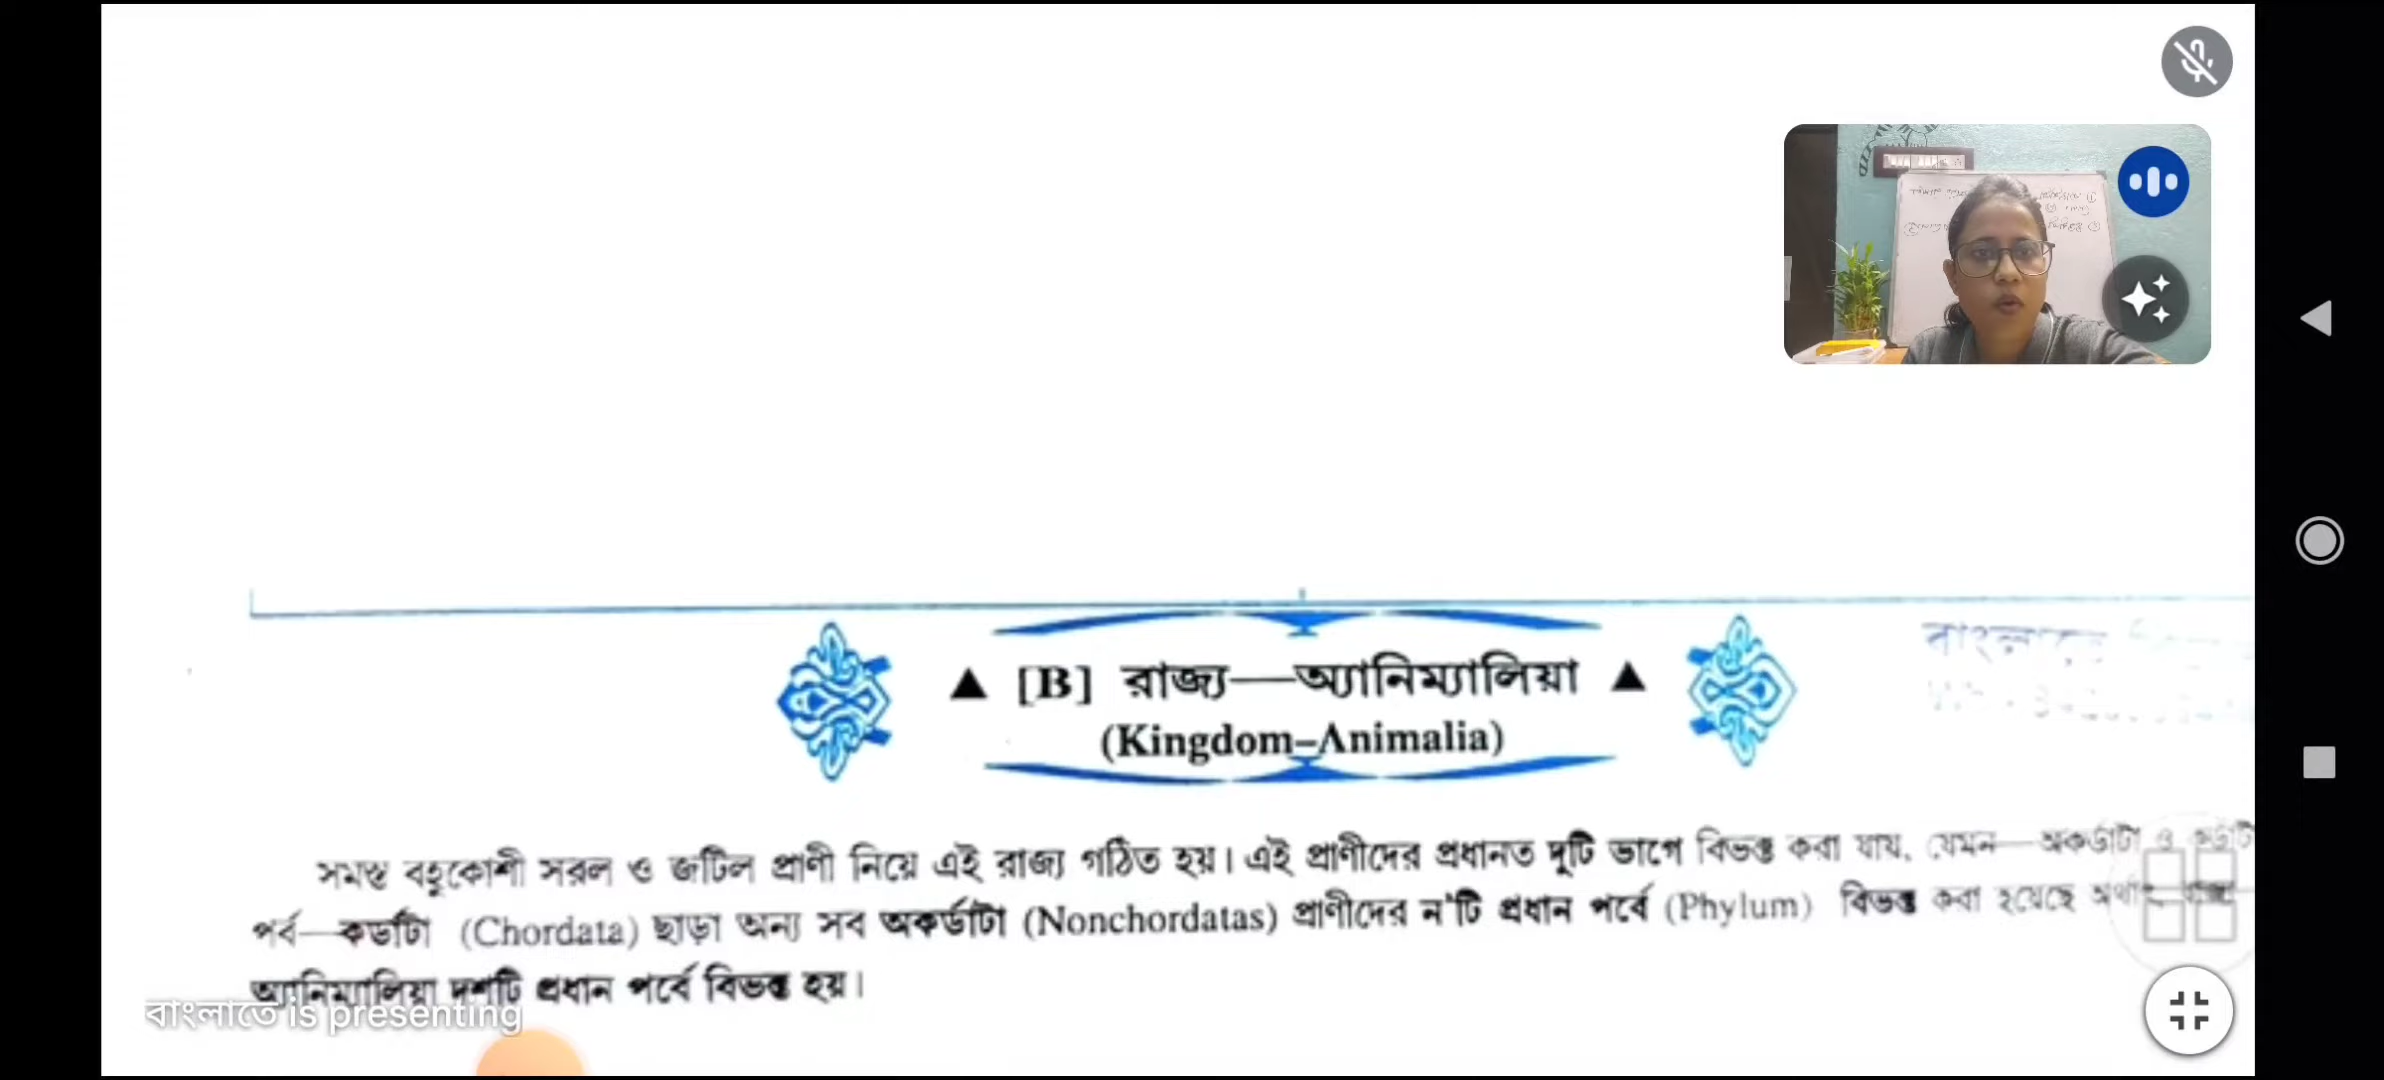 ▲ [B] রাজ্য—অ্যানিম্যালিয়া ▲
(Kingdom–Animalia)
বাংলাতে
সমস্ত বহুকোশী সরল ও জটিল প্রাণী নিয়ে এই রাজ্য গঠিত হয়। এই প্রাণীদের প্রধানত দুটি ভাগে বিভক্ত করা যায়, যেমন—অকর্ডাটা ও কর্ডাটা
পর্ব—কর্ডাটা (Chordata) ছাড়া অন্য সব অকর্ডাটা (Nonchordatas) প্রাণীদের ন'টি প্রধান পর্বে (Phylum) বিভক্ত করা হয়েছে অর্থাৎ রাজ্য
অ্যানিম্যালিয়া দশটি প্রধান পর্বে বিভক্ত হয়।
বাংলাতে is presenting